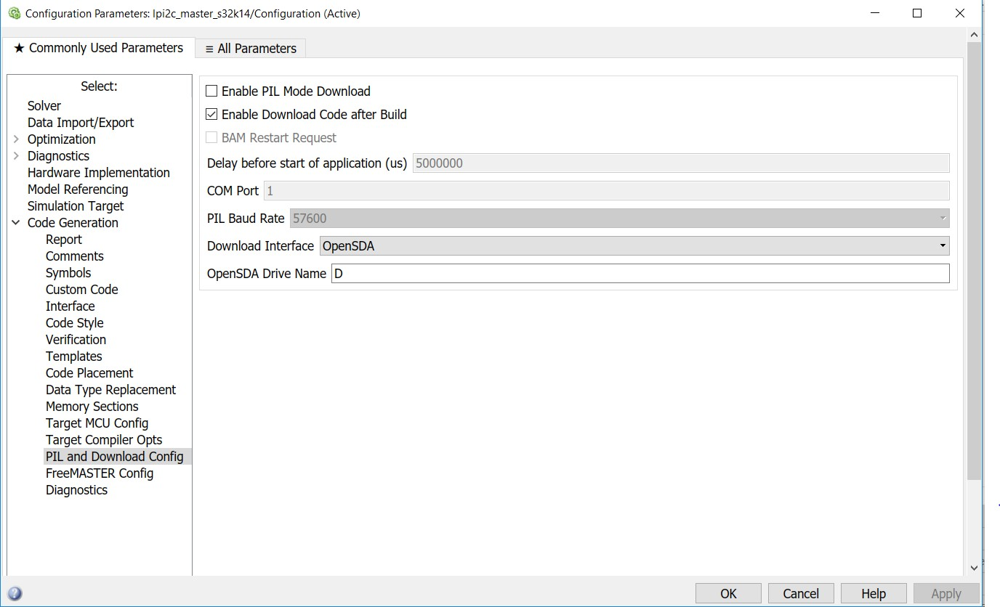 Configuration Parameters: lpi2c_master_s32k14/Configuration (Active)
★ Commonly Used Parameters
≡ All Parameters
Select:
Solver
Data Import/Export
Optimization
Diagnostics
Hardware Implementation
Model Referencing
Simulation Target
Code Generation
Report
Comments
Symbols
Custom Code
Interface
Code Style
Verification
Templates
Code Placement
Data Type Replacement
Memory Sections
Target MCU Config
Target Compiler Opts
PIL and Download Config
FreeMASTER Config
Diagnostics
Enable PIL Mode Download
Enable Download Code after Build
BAM Restart Request
Delay before start of application (us) 5000000
COM Port 1
PIL Baud Rate 57600
Download Interface OpenSDA
OpenSDA Drive Name D
OK Cancel Help Apply